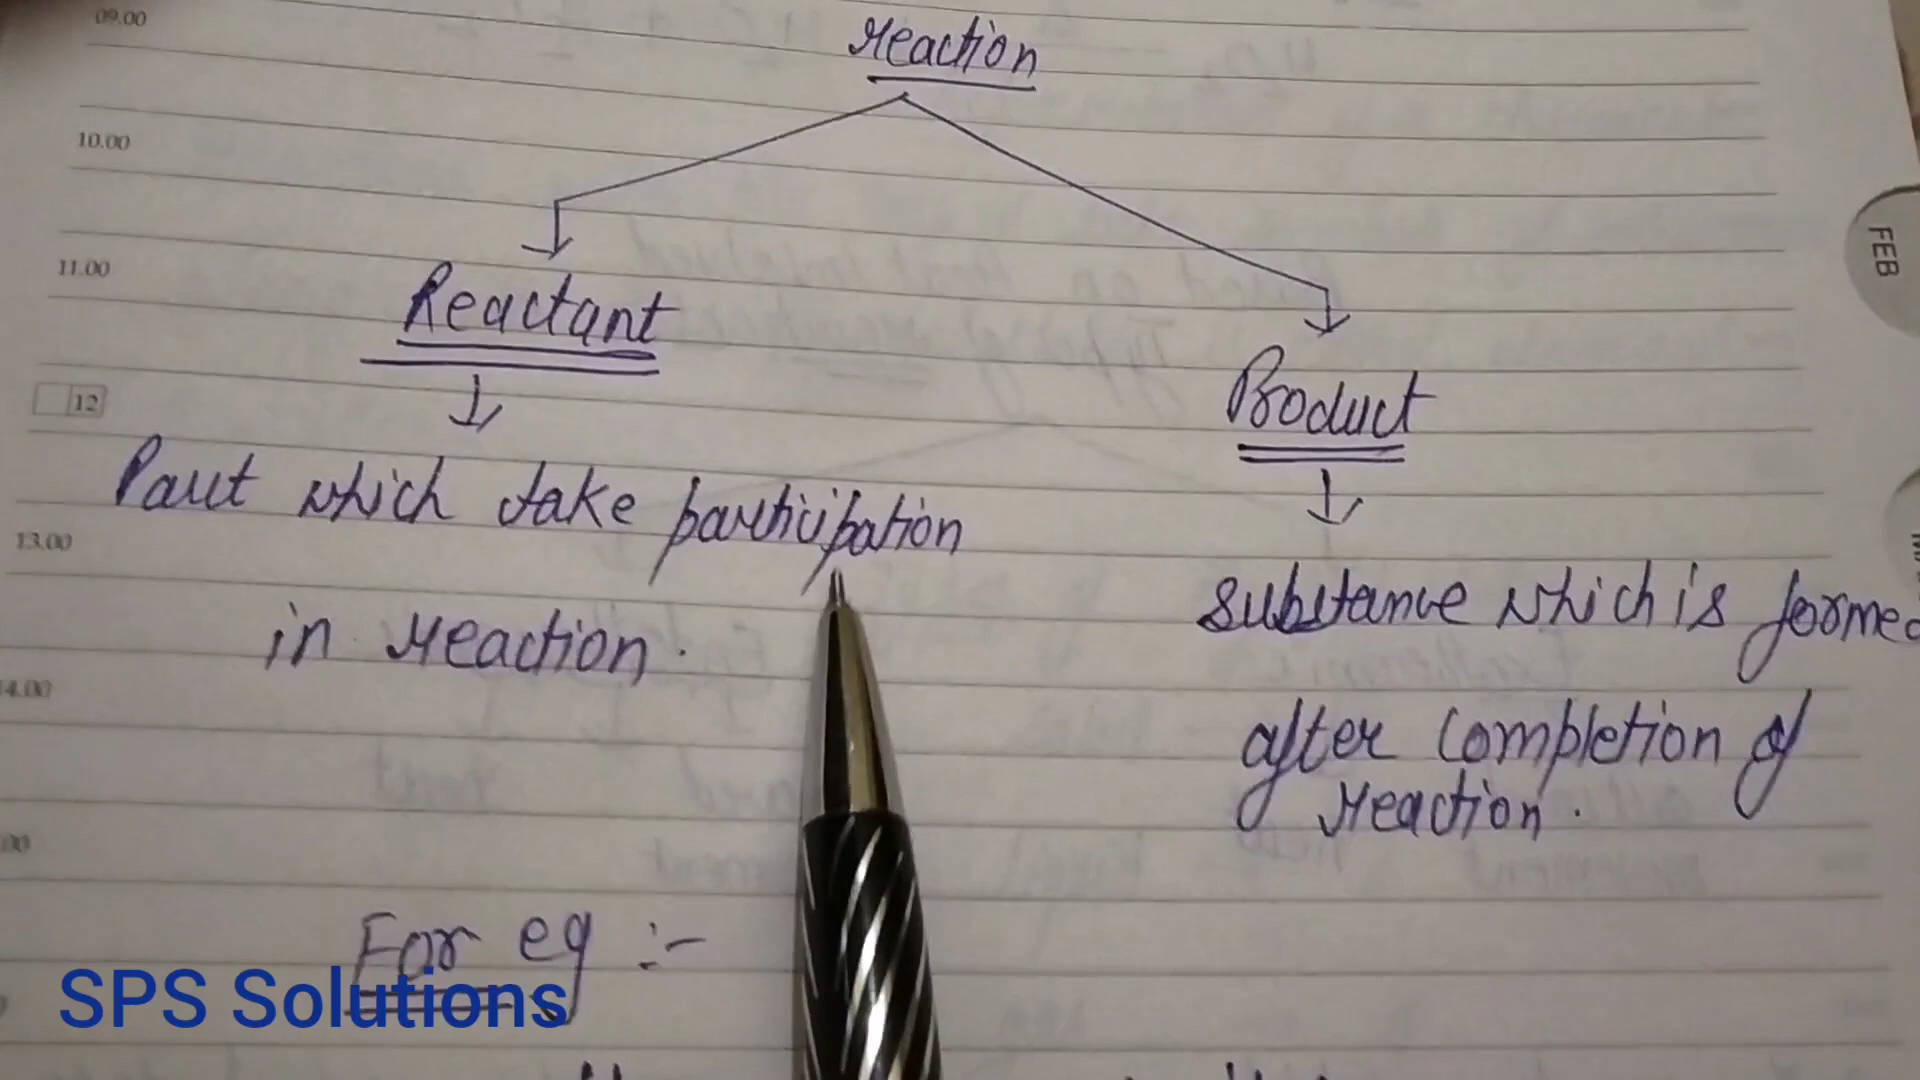 09.00
Reaction
10.00
11.00
Reactant
Product
12
Part which take participation
in reaction.
13.00
substance which is formed
after completion of
reaction.
14.00
00
For eg :-
SPS Solutions
FEB